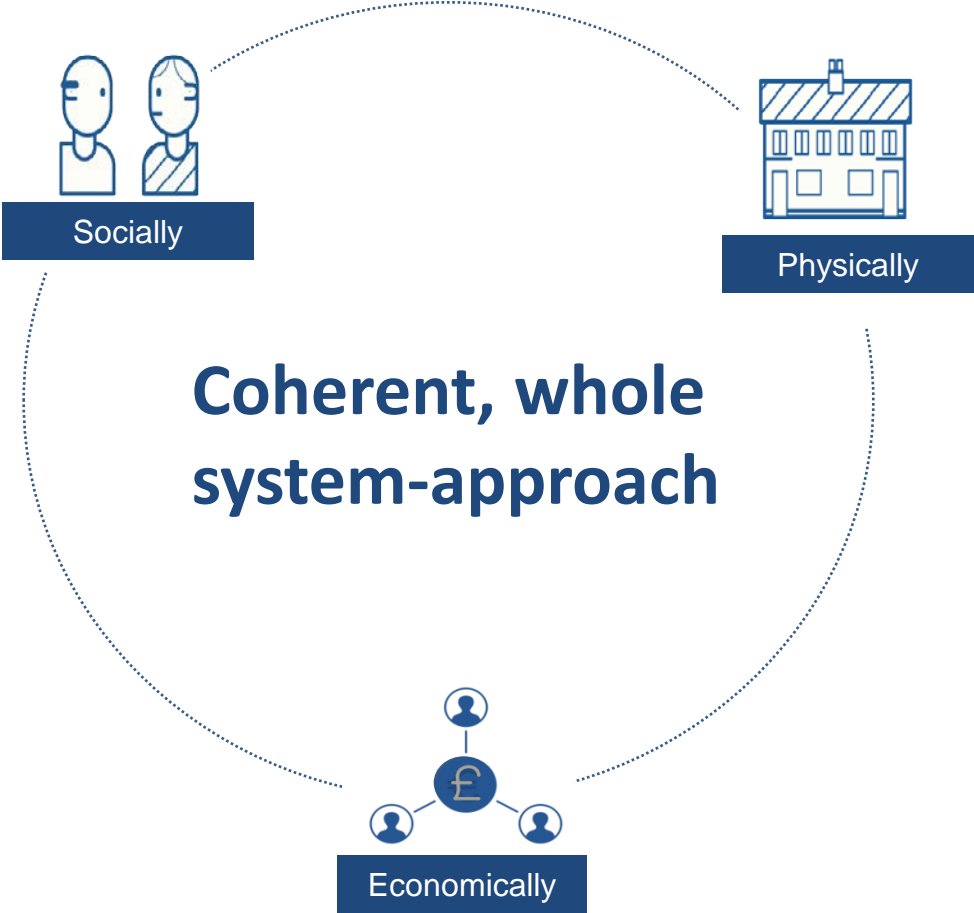 Socially
Physically
Coherent, whole
system-approach
£
Economically